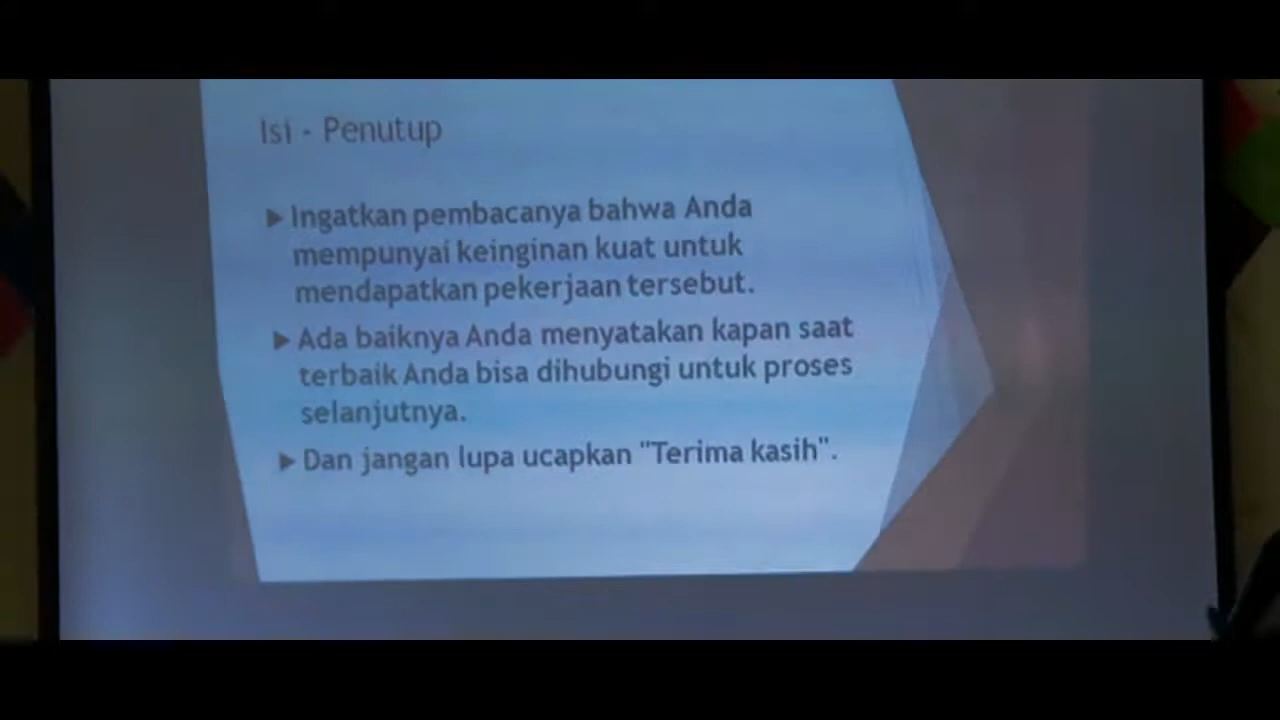 Isi - Penutup
Ingatkan pembacanya bahwa Anda
mempunyai keinginan kuat untuk
mendapatkan pekerjaan tersebut.
Ada baiknya Anda menyatakan kapan saat
terbaik Anda bisa dihubungi untuk proses
selanjutnya.
Dan jangan lupa ucapkan "Terima kasih".